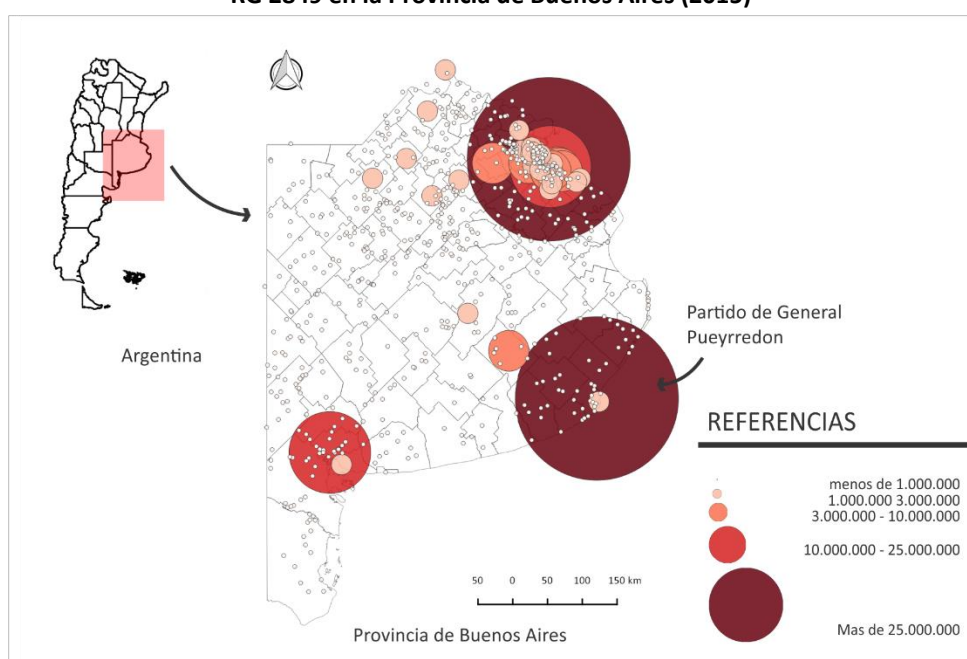 RG 2849 en la Provincia de Buenos Aires (2015)
Partido de General
Pueyrredon
Argentina
REFERENCIAS
menos de 1.000.000
1.000.000 3.000.000
3.000.000 - 10.000.000
10.000.000 - 25.000.000
Mas de 25.000.000
50 0 50 100 150 km
Provincia de Buenos Aires